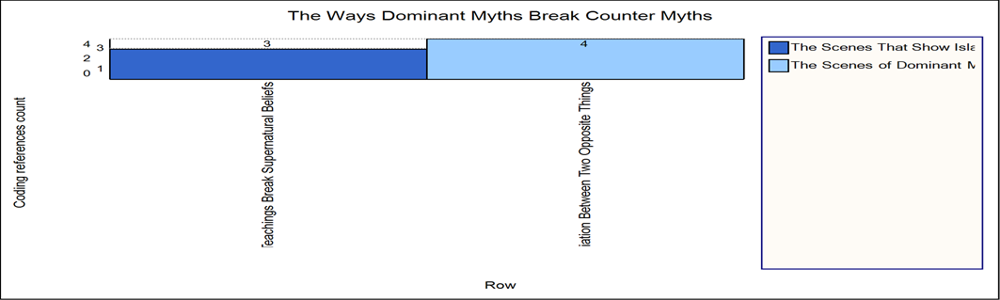 The Ways Dominant Myths Break Counter Myths
4
3
2
1
0
3
4
Coding references count
Teachings Break Supernatural Beliefs
iation Between Two Opposite Things
Row
The Scenes That Show Isla
The Scenes of Dominant M